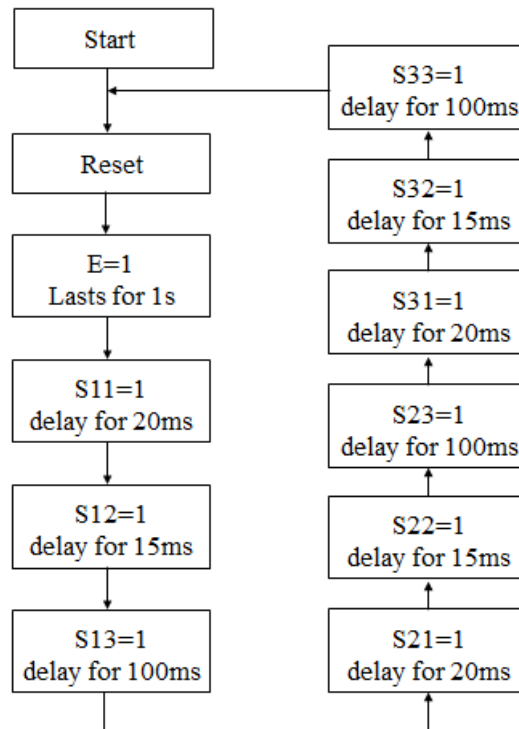 Start
Reset
E=1
Lasts for 1s
S11=1
delay for 20ms
S12=1
delay for 15ms
S13=1
delay for 100ms
S21=1
delay for 20ms
S22=1
delay for 15ms
S23=1
delay for 100ms
S31=1
delay for 20ms
S32=1
delay for 15ms
S33=1
delay for 100ms